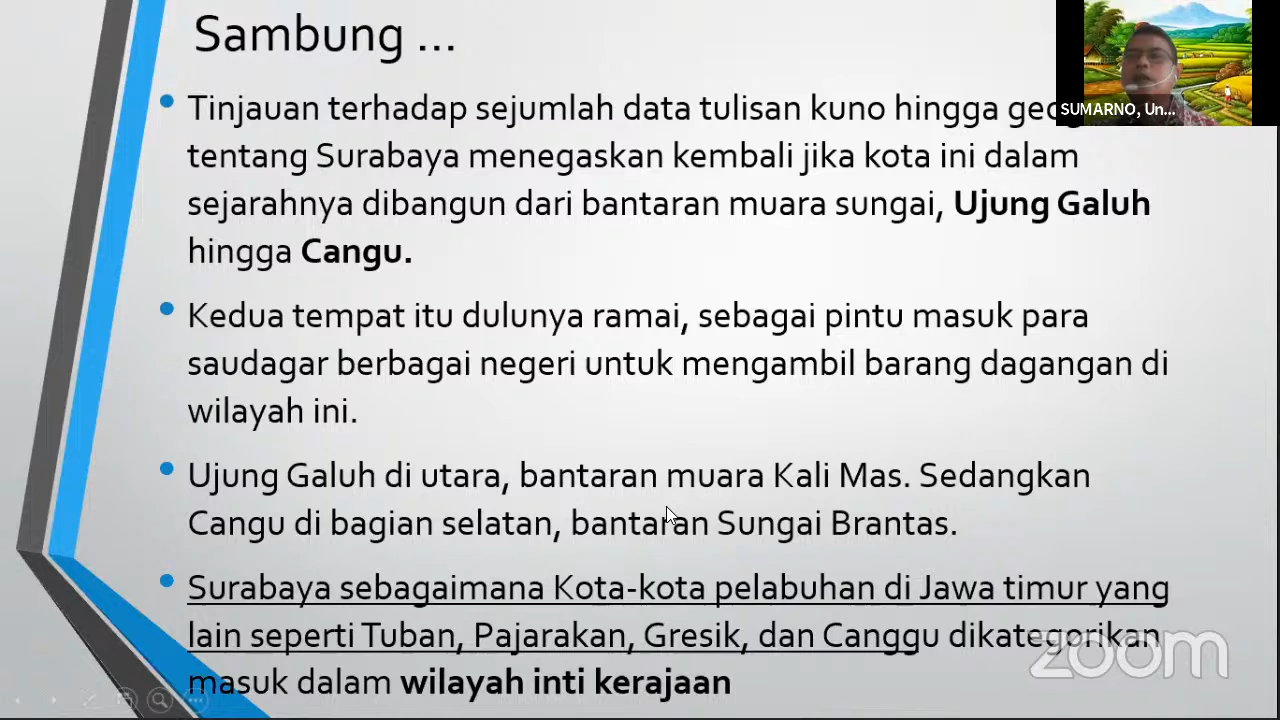 Sambung ...
Tinjauan terhadap sejumlah data tulisan kuno hingga
tentang Surabaya menegaskan kembali jika kota ini dalam
sejarahnya dibangun dari bantaran muara sungai, Ujung Galuh
hingga Cangu.
Kedua tempat itu dulunya ramai, sebagai pintu masuk para
saudagar berbagai negeri untuk mengambil barang dagangan di
wilayah ini.
Ujung Galuh di utara, bantaran muara Kali Mas. Sedangkan
Cangu di bagian selatan, bantaran Sungai Brantas.
Surabaya sebagaimana Kota-kota pelabuhan di Jawa timur yang
lain seperti Tuban, Pajarakan, Gresik, dan Canggu dikategorikan
masuk dalam wilayah inti kerajaan
SUMARNO, Un...
zoom